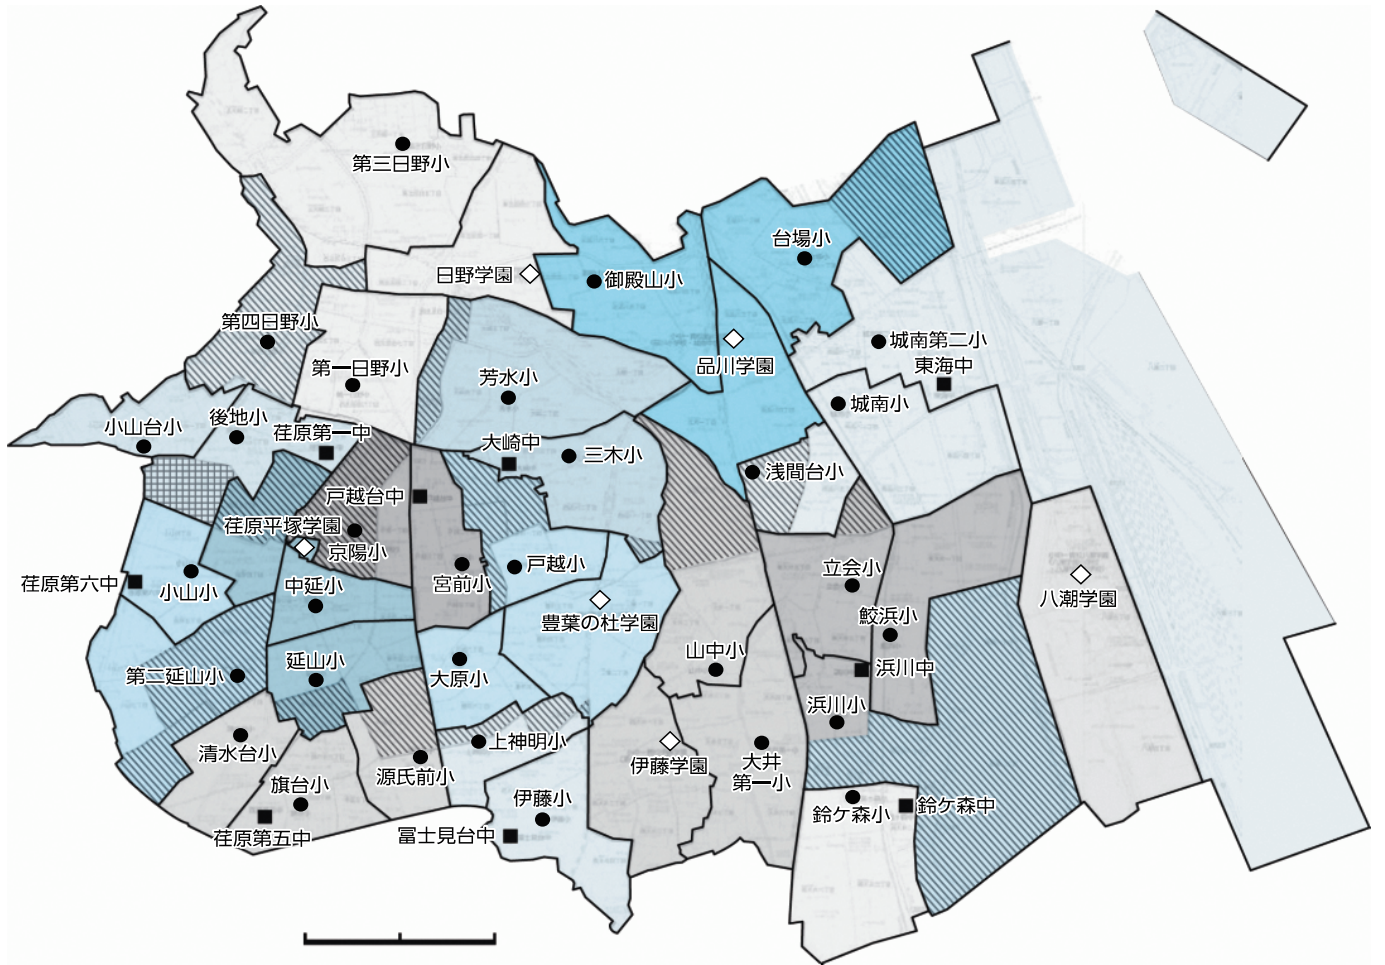 第三日野小
台場小
日野学園
御殿山小
第四日野小
城南第二小
品川学園
東海中
第一日野小
芳水小
城南小
小山台小
後地小
荏原第一中
大崎中
三木小
浅間台小
戸越台中
荏原平塚学園
京陽小
戸越小
立会小
荏原第六中
小山小
中延小
宮前小
八潮学園
豊葉の杜学園
鮫浜小
第二延山小
延山小
大原小
山中小
浜川中
浜川小
清水台小
上神明小
伊藤学園
大井
第一小
源氏前小
旗台小
伊藤小
鈴ケ森小
鈴ケ森中
荏原第五中
冨士見台中